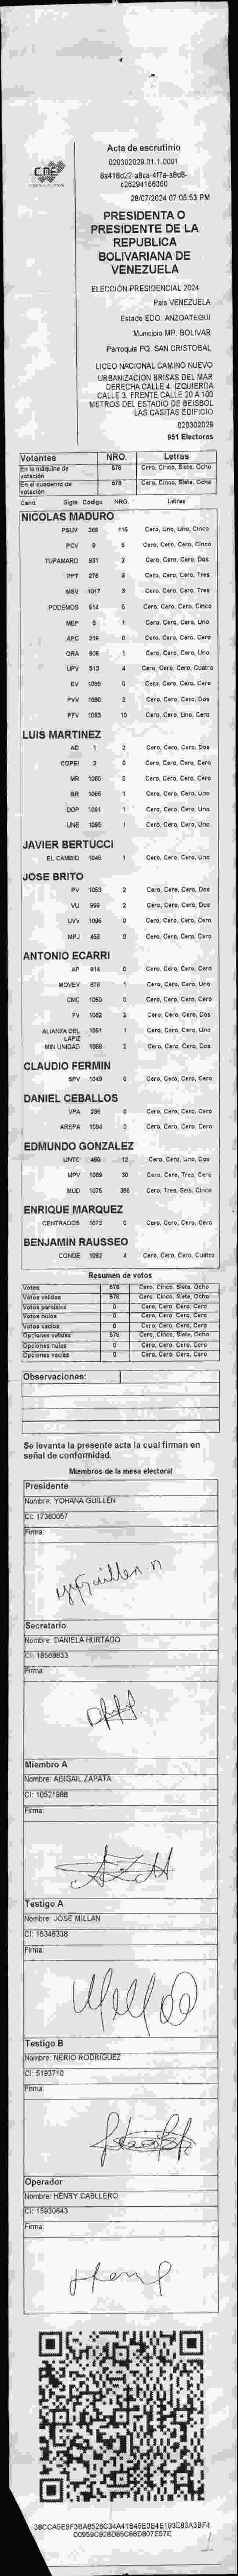 CNE
Acta de escrutinio
020302029.01.1.0001
8a418d22-a8ca-4f7a-a8d8-
c26294166360
28/07/2024 07:05:53 PM
PRESIDENTA O
PRESIDENTE DE LA
REPUBLICA
BOLIVARIANA DE
VENEZUELA
ELECCIÓN PRESIDENCIAL 2024
País VENEZUELA
Estado EDO. ANZOATEGUI
Municipio MP. BOLIVAR
Parroquia PQ. SAN CRISTOBAL
LICEO NACIONAL CAMINO NUEVO
URBANIZACIÓN BRISAS DEL MAR
DERECHA CALLE 4. IZQUIERDA
CALLE 3. FRENTE CALLE 20 A 100
METROS DEL ESTADIO DE BEISBOL
LAS CASITAS EDIFICIO
020302029
951 Electores
Votantes NRO. Letras
En la máquina de votación 578 Cero, Cinco, Siete, Ocho
En el cuaderno de votación 578 Cero, Cinco, Siete, Ocho
Cand. Sigla Código NRO. Letras
NICOLAS MADURO
PSUV 269 115 Cero, Uno, Uno, Cinco
PCV 9 5 Cero, Cero, Cero, Cinco
TUPAMARO 931 2 Cero, Cero, Cero, Dos
PPT 276 3 Cero, Cero, Cero, Tres
MSV 1017 3 Cero, Cero, Cero, Tres
PODEMOS 514 5 Cero, Cero, Cero, Cinco
MEP 5 1 Cero, Cero, Cero, Uno
APC 219 0 Cero, Cero, Cero, Cero
ORA 905 1 Cero, Cero, Cero, Uno
UPV 513 4 Cero, Cero, Cero, Cuatro
EV 1089 0 Cero, Cero, Cero, Cero
PVV 1090 2 Cero, Cero, Cero, Dos
PFV 1093 10 Cero, Cero, Uno, Cero
LUIS MARTINEZ
AD 1 2 Cero, Cero, Cero, Dos
COPEI 2 0 Cero, Cero, Cero, Cero
MR 1065 0 Cero, Cero, Cero, Cero
BR 1066 1 Cero, Cero, Cero, Uno
DDP 1091 1 Cero, Cero, Cero, Uno
UNE 1095 1 Cero, Cero, Cero, Uno
JAVIER BERTUCCI
EL CAMBIO 1049 1 Cero, Cero, Cero, Uno
JOSE BRITO
PV 1053 2 Cero, Cero, Cero, Dos
VU 999 2 Cero, Cero, Cero, Dos
UVV 1096 0 Cero, Cero, Cero, Cero
MPJ 458 0 Cero, Cero, Cero, Cero
ANTONIO ECARRI
AP 814 0 Cero, Cero, Cero, Cero
MOVEV 876 1 Cero, Cero, Cero, Uno
CMC 1050 0 Cero, Cero, Cero, Cero
FV 1052 2 Cero, Cero, Cero, Dos
ALIANZA DEL LAPIZ 1051 1 Cero, Cero, Cero, Uno
MIN UNIDAD 1056 2 Cero, Cero, Cero, Dos
CLAUDIO FERMIN
SPV 1049 0 Cero, Cero, Cero, Cero
DANIEL CEBALLOS
VPA 236 0 Cero, Cero, Cero, Cero
AREPA 1094 0 Cero, Cero, Cero, Cero
EDMUNDO GONZALEZ
UNTC 460 12 Cero, Cero, Uno, Dos
MPV 1069 30 Cero, Cero, Tres, Cero
MUD 1075 365 Cero, Tres, Seis, Cinco
ENRIQUE MARQUEZ
CENTRADOS 1073 0 Cero, Cero, Cero, Cero
BENJAMIN RAUSSEO
CONDE 1092 4 Cero, Cero, Cero, Cuatro
Resumen de votos
Votos 578 Cero, Cinco, Siete, Ocho
Votos válidos 578 Cero, Cinco, Siete, Ocho
Votos parciales 0 Cero, Cero, Cero, Cero
Votos nulos 0 Cero, Cero, Cero, Cero
Votos vacíos 0 Cero, Cero, Cero, Cero
Opciones válidas 578 Cero, Cinco, Siete, Ocho
Opciones nulas 0 Cero, Cero, Cero, Cero
Opciones vacías 0 Cero, Cero, Cero, Cero
Observaciones:
Se levanta la presente acta la cual firman en
señal de conformidad.
Miembros de la mesa electoral
Presidente
Nombre: YOHANA GUILLÉN
CI: 17360057
Firma:
Secretario
Nombre: DANIELA HURTADO
CI: 18568833
Firma:
Miembro A
Nombre: ABIGAIL ZAPATA
CI: 10521988
Firma:
Testigo A
Nombre: JOSE MILLAN
CI: 15346338
Firma:
Testigo B
Nombre: NERIO RODRIGUEZ
CI: 5193710
Firma:
Operador
Nombre: HENRY CABLLERO
CI: 15930643
Firma: